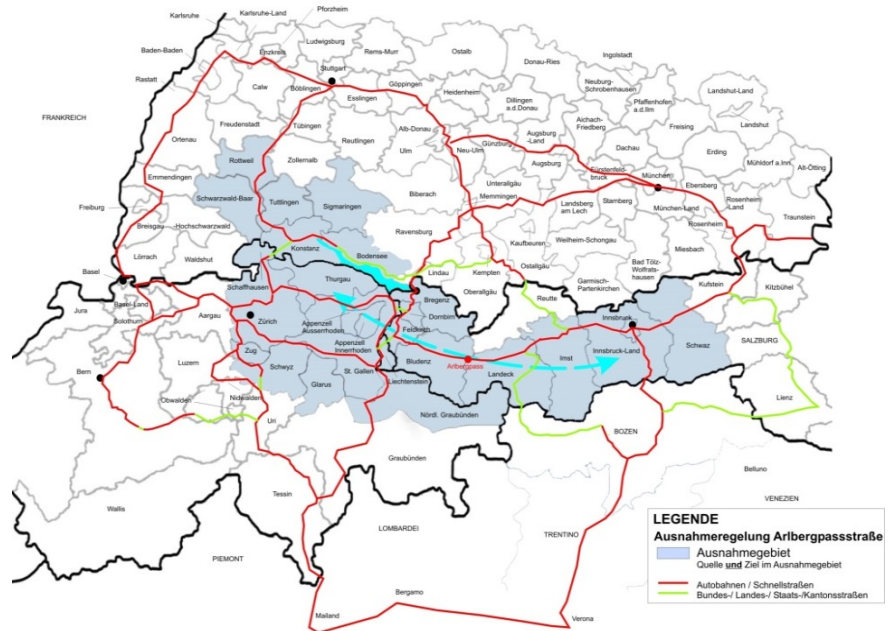 Karlsruhe
Karlsruhe-Land
Pforzheim
Baden-Baden
Enzkreis
Ludwigsburg
Rems-Murr
Ostalb
Donau-Ries
Ingolstadt
Rastatt
Calw
Stuttgart
Böblingen
Esslingen
Göppingen
Heidenheim
Dillingen
a.d.Donau
Neuburg-
Schrobenhausen
Pfaffenhofen
a.d.Ilm
Landshut-Land
FRANKREICH
Aichach-
Friedberg
Freising
Landshut
Ortenau
Freudenstadt
Tübingen
Reutlingen
Alb-Donau
Ulm
Neu-Ulm
Günzburg
Augsburg
-Land
Augsburg
Dachau
Erding
Mühldorf a.Inn
Alt-Ötting
Rottweil
Zollernalb
Emmendingen
Fürstenfeld-
bruck
München
Ebersberg
Schwarzwald-Baar
Tuttlingen
Sigmaringen
Biberach
Unterallgäu
Memmingen
Landsberg
am Lech
Starnberg
München-Land
Rosenheim
-Land
Freiburg
Breisgau
-Hochschwarzwald
Ravensburg
Kaufbeuren
Weilheim-Schongau
Rosenheim
Traunstein
Lörrach
Waldshut
Konstanz
Bodensee
Lindau
Kempten
Ostallgäu
Bad Tölz-
Wolfrats-
hausen
Miesbach
Basel
Schaffhausen
Thurgau
Oberallgäu
Garmisch-
Partenkirchen
Kufstein
Kitzbühel
Jura
Basel-Land
Solothurn
Aargau
Bregenz
Reutte
Zürich
Appenzell
Ausserrhoden
Dornbirn
Feldkirch
Innsbruck
SALZBURG
Luzern
Zug
Appenzell
Innerrhoden
Bludenz
Arlbergpass
Imst
Innsbruck-Land
Schwaz
Bern
Schwyz
St. Gallen
Liechtenstein
Landeck
Obwalden
Nidwalden
Glarus
Lienz
Uri
Nördl. Graubünden
BOZEN
Graubünden
Belluno
Wallis
Tessin
VENEZIEN
LOMBARDEI
TRENTINO
PIEMONT
Bergamo
Mailand
Verona
LEGENDE
Ausnahmeregelung Arlbergpassstraße
Ausnahmegebiet
Quelle und Ziel im Ausnahmegebiet
Autobahnen / Schnellstraßen
Bundes-/ Landes-/ Staats-/Kantonsstraßen